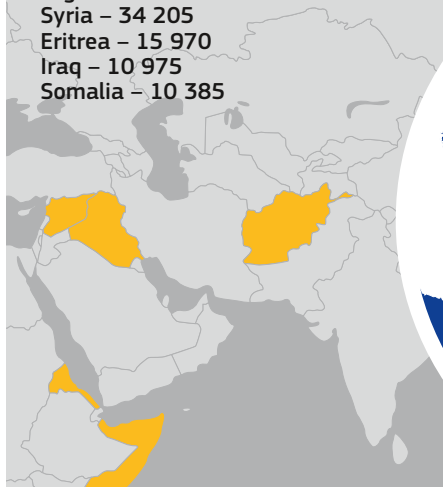 Syria – 34 205
Eritrea – 15 970
Iraq – 10 975
Somalia – 10 385